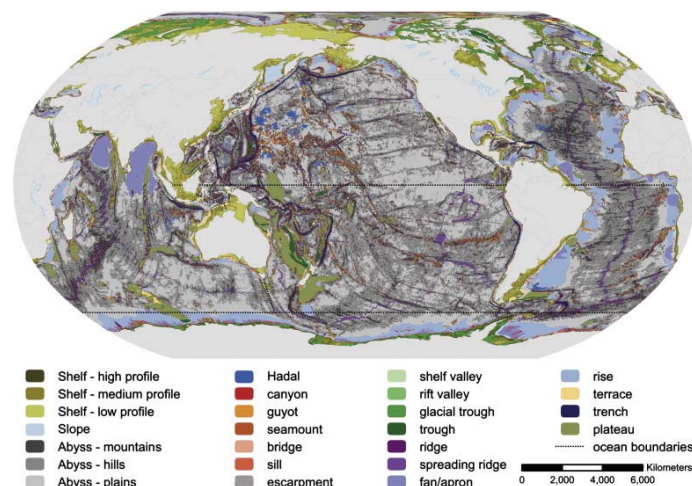 Shelf - high profile
Shelf - medium profile
Shelf - low profile
Slope
Abyss - mountains
Abyss - hills
Abyss - plains
Hadal
canyon
guyot
seamount
bridge
sill
escarpment
shelf valley
rift valley
glacial trough
trough
ridge
spreading ridge
fan/apron
rise
terrace
trench
plateau
ocean boundaries
Kilometers
0 2,000 4,000 6,000